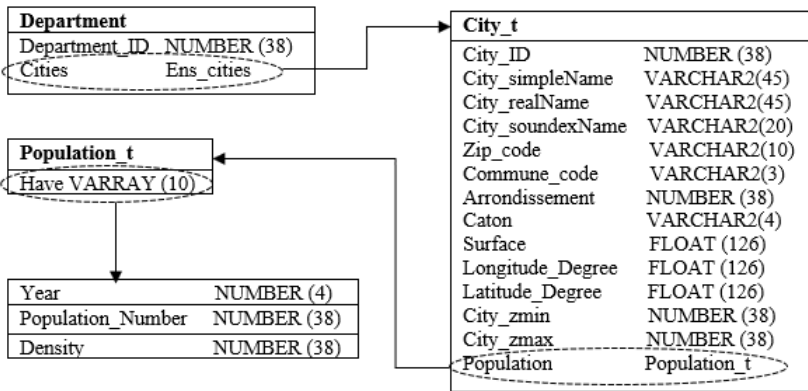 Department
Department_ID NUMBER (38)
Cities Ens_cities
Population_t
Have VARRAY (10)
Year NUMBER (4)
Population_Number NUMBER (38)
Density NUMBER (38)
City_t
City_ID NUMBER (38)
City_simpleName VARCHAR2(45)
City_realName VARCHAR2(45)
City_soundexName VARCHAR2(20)
Zip_code VARCHAR2(10)
Commune_code VARCHAR2(3)
Arrondissement NUMBER (38)
Caton VARCHAR2(4)
Surface FLOAT (126)
Longitude_Degree FLOAT (126)
Latitude_Degree FLOAT (126)
City_zmin NUMBER (38)
City_zmax NUMBER (38)
Population Population_t